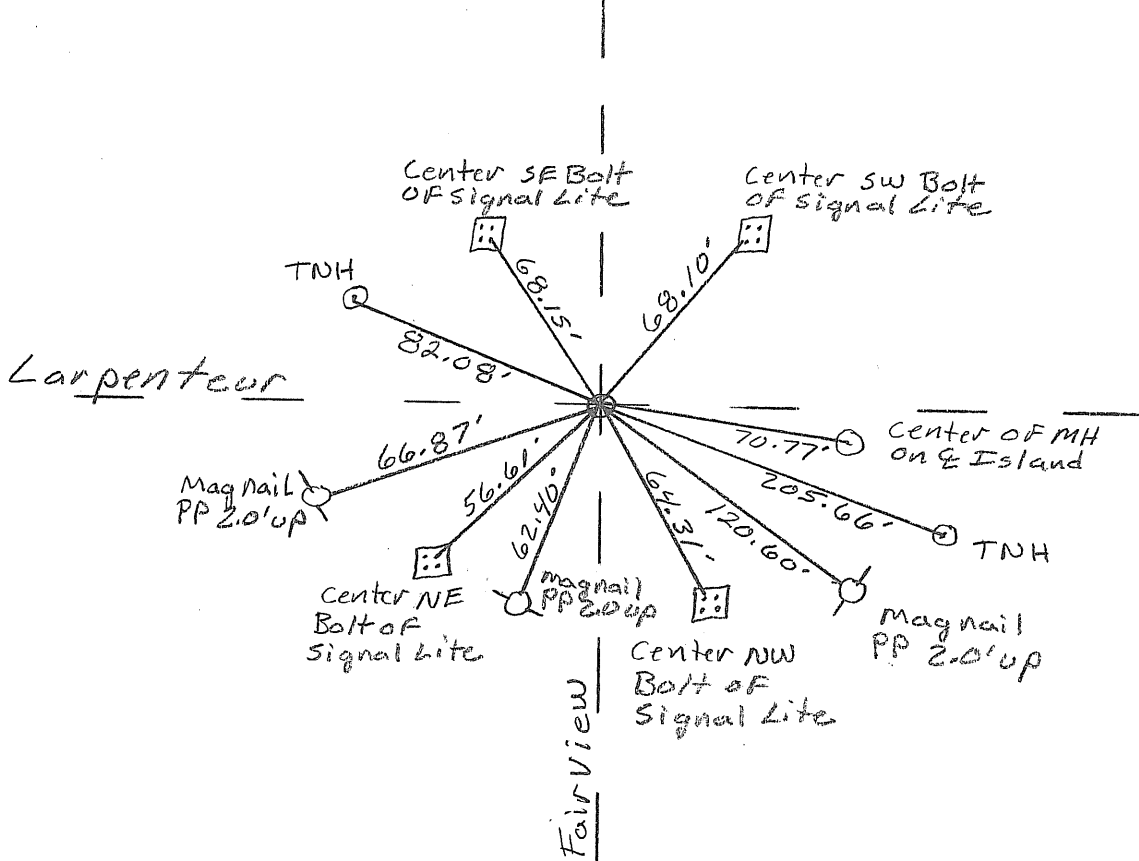 Center SE Bolt
OF Signal Lite
Center SW Bolt
OF Signal Lite
TNH
68.15'
68.10'
82.08'
Larpenteur
66.87'
56.61'
62.40'
64.31'
120.60'
70.77'
205.66'
Center OF MH
on ℄ Island
Magnail
PP 2.0'up
TNH
Center NE
Bolt OF
Signal Lite
magnail
PP 2.0 up
Center NW
Bolt OF
Signal Lite
Magnail
PP 2.0'up
Fairview